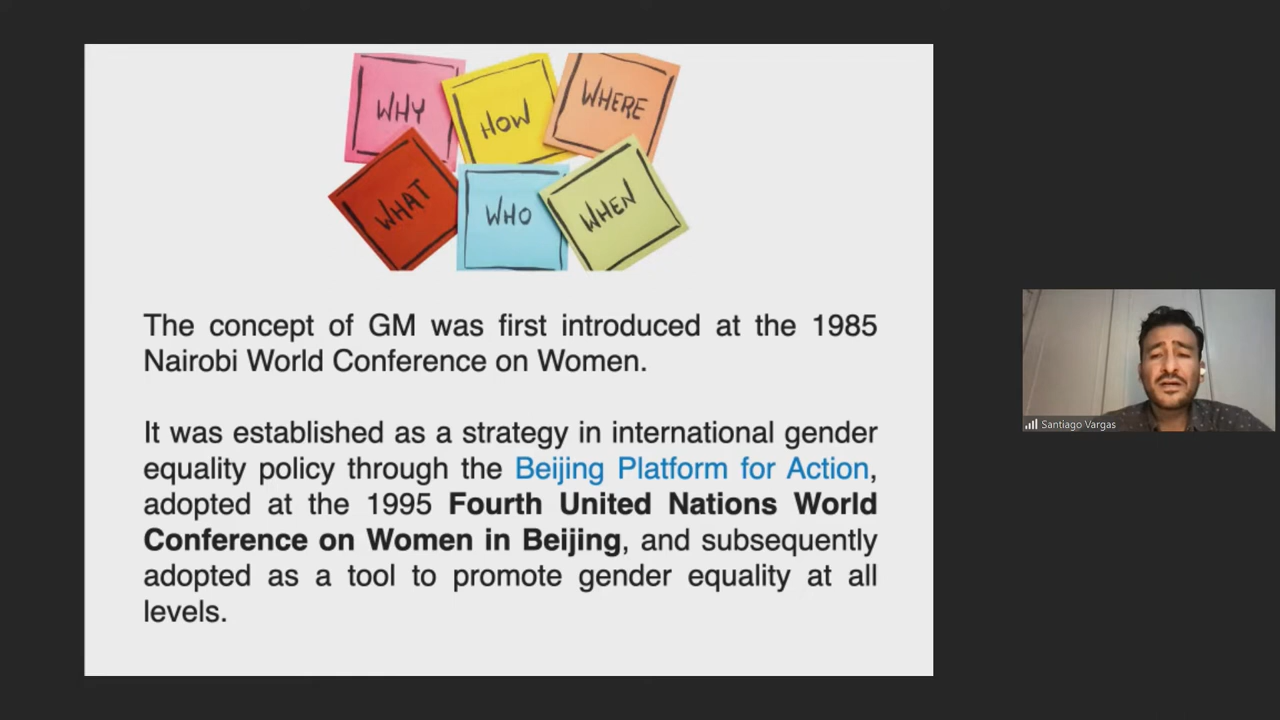 WHY
HOW
WHERE
WHAT
WHO
WHEN
The concept of GM was first introduced at the 1985
Nairobi World Conference on Women.
It was established as a strategy in international gender
equality policy through the Beijing Platform for Action,
adopted at the 1995 Fourth United Nations World
Conference on Women in Beijing, and subsequently
adopted as a tool to promote gender equality at all
levels.
Santiago Vargas